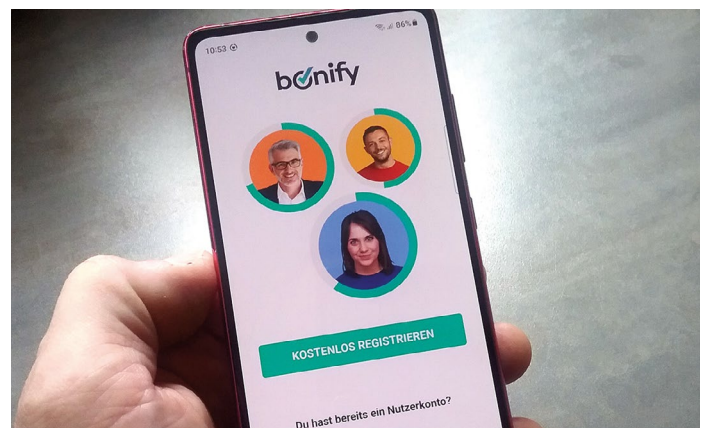 10:53
86%
bonify
KOSTENLOS REGISTRIEREN
Du hast bereits ein Nutzerkonto?